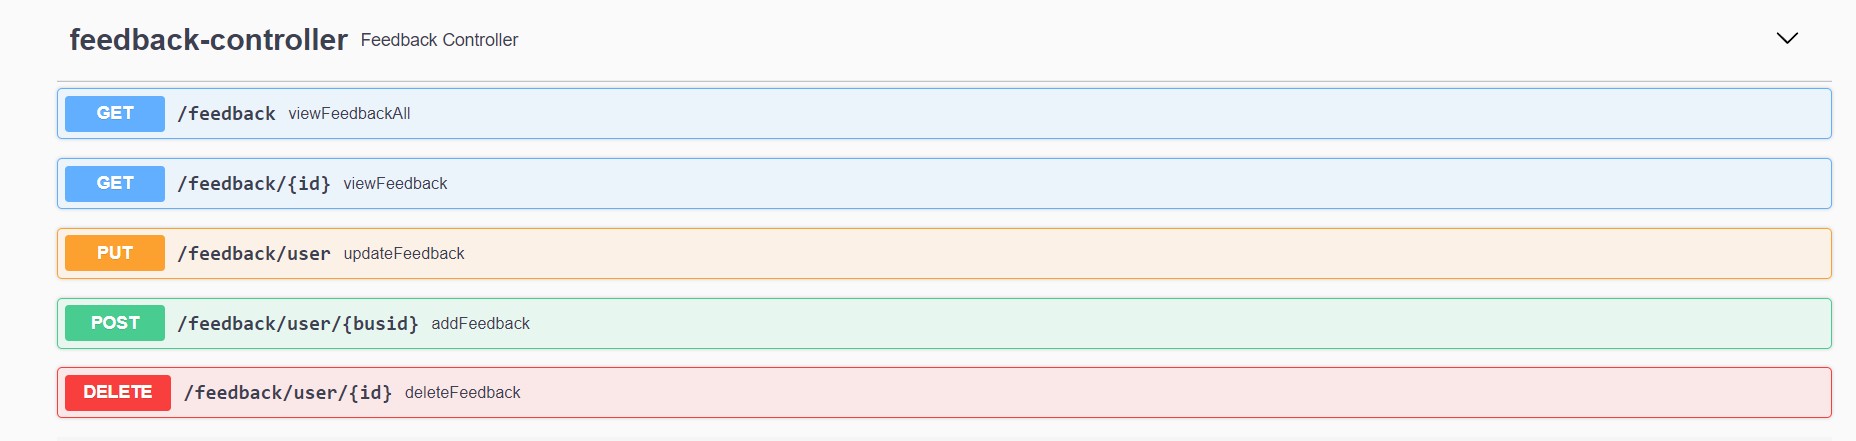 feedback-controller Feedback Controller
GET /feedback viewFeedbackAll
GET /feedback/{id} viewFeedback
PUT /feedback/user updateFeedback
POST /feedback/user/{busid} addFeedback
DELETE /feedback/user/{id} deleteFeedback